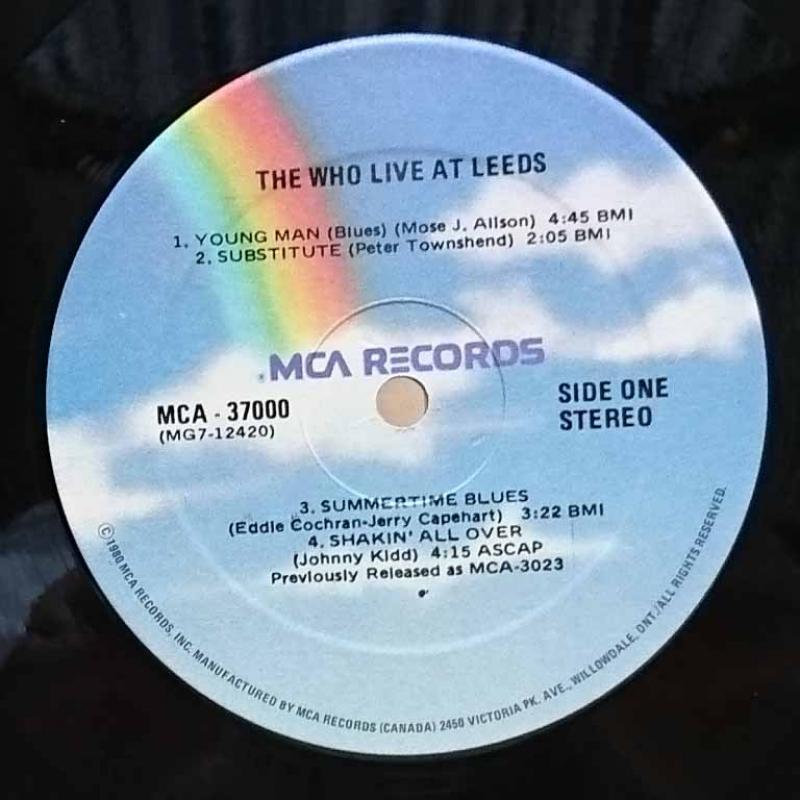 THE WHO LIVE AT LEEDS
1. YOUNG MAN (Blues) (Mose J. Allson) 4:45 BMI
2. SUBSTITUTE (Peter Townshend) 2:05 BMI
MCA RECORDS
MCA - 37000
(MG7-12420)
SIDE ONE
STEREO
3. SUMMERTIME BLUES
(Eddie Cochran-Jerry Capehart) 3:22 BMI
4. SHAKIN' ALL OVER
(Johnny Kidd) 4:15 ASCAP
Previously Released as MCA-3023
© 1980 MCA RECORDS, INC. MANUFACTURED BY MCA RECORDS (CANADA) 2450 VICTORIA PK. AVE., WILLOWDALE, ONT./ALL RIGHTS RESERVED.